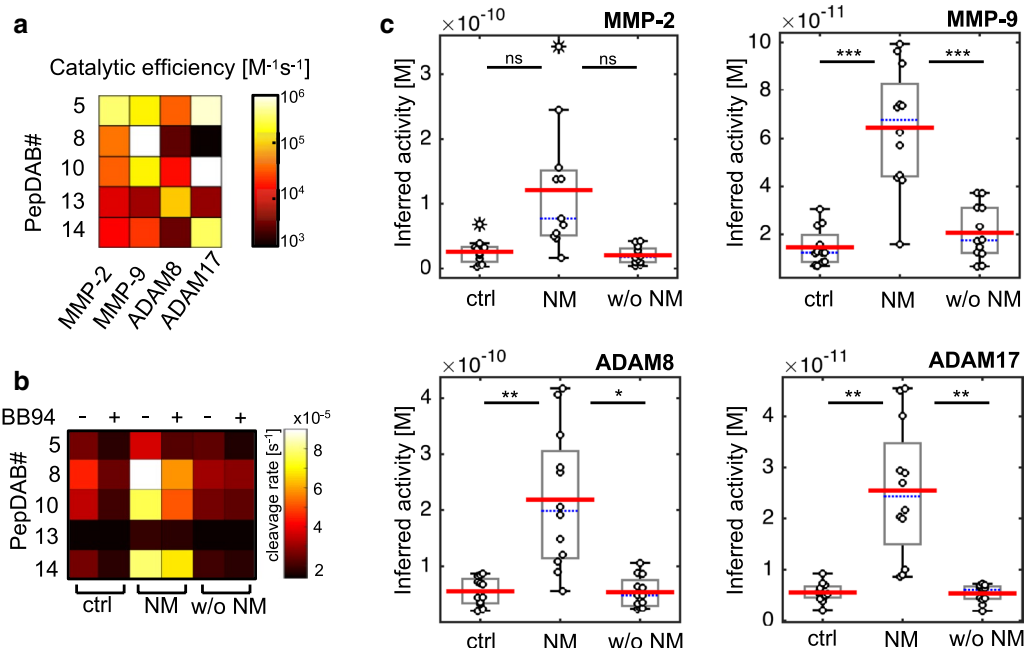 a
Catalytic efficiency [M⁻¹s⁻¹]
PepDAB#
5
8
10
13
14
10⁶
10⁵
10⁴
10³
MMP-2
MMP-9
ADAM8
ADAM17
b
BB94
- + - + - +
PepDAB#
5
8
10
13
14
x10⁻⁵
8
6
4
2
cleavage rate [s⁻¹]
ctrl NM w/o NM
c
×10⁻¹⁰ MMP-2
Inferred activity [M]
3
2
1
0
ns ns
ctrl NM w/o NM
×10⁻¹¹ MMP-9
Inferred activity [M]
10
8
6
4
2
*** ***
ctrl NM w/o NM
×10⁻¹⁰ ADAM8
Inferred activity [M]
4
3
2
1
** *
ctrl NM w/o NM
×10⁻¹¹ ADAM17
Inferred activity [M]
4
3
2
1
0
** **
ctrl NM w/o NM